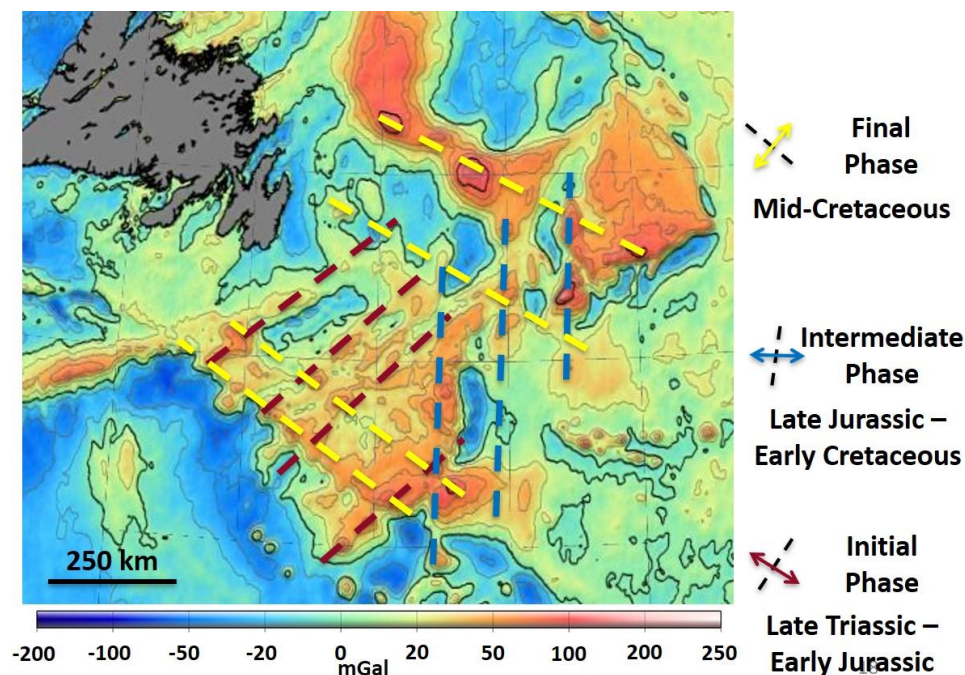 Final
Phase
Mid-Cretaceous
Intermediate
Phase
Late Jurassic –
Early Cretaceous
Initial
Phase
Late Triassic –
Early Jurassic
18
250 km
-200 -100 -50 -20 0 20 50 100 200 250
mGal